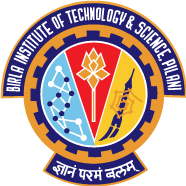 BIRLA INSTITUTE OF TECHNOLOGY & SCIENCE, PILANI
ज्ञानं परमं बलम्